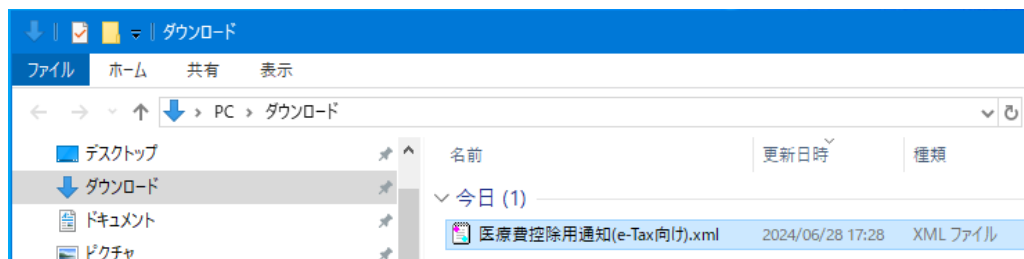 ダウンロード
ファイル ホーム 共有 表示
PC › ダウンロード
デスクトップ
ダウンロード
ドキュメント
ピクチャ
名前 更新日時 種類
今日 (1)
医療費控除用通知(e-Tax向け).xml 2024/06/28 17:28 XML ファイル